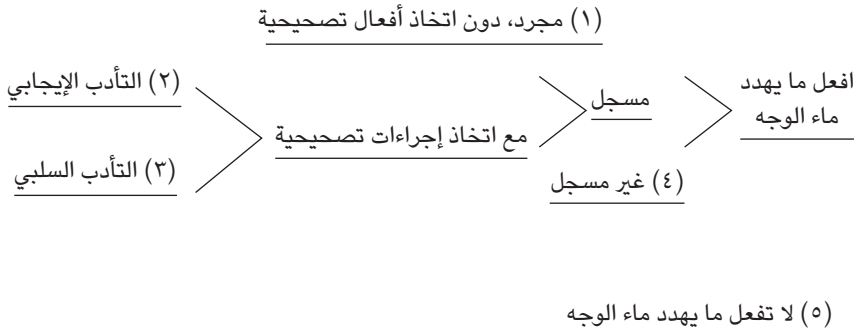 (١) مجرد، دون اتخاذ أفعال تصحيحية
افعل ما يهدد
ماء الوجه
مسجل
مع اتخاذ إجراءات تصحيحية
(٢) التأدب الإيجابي
(٣) التأدب السلبي
(٤) غير مسجل
(٥) لا تفعل ما يهدد ماء الوجه